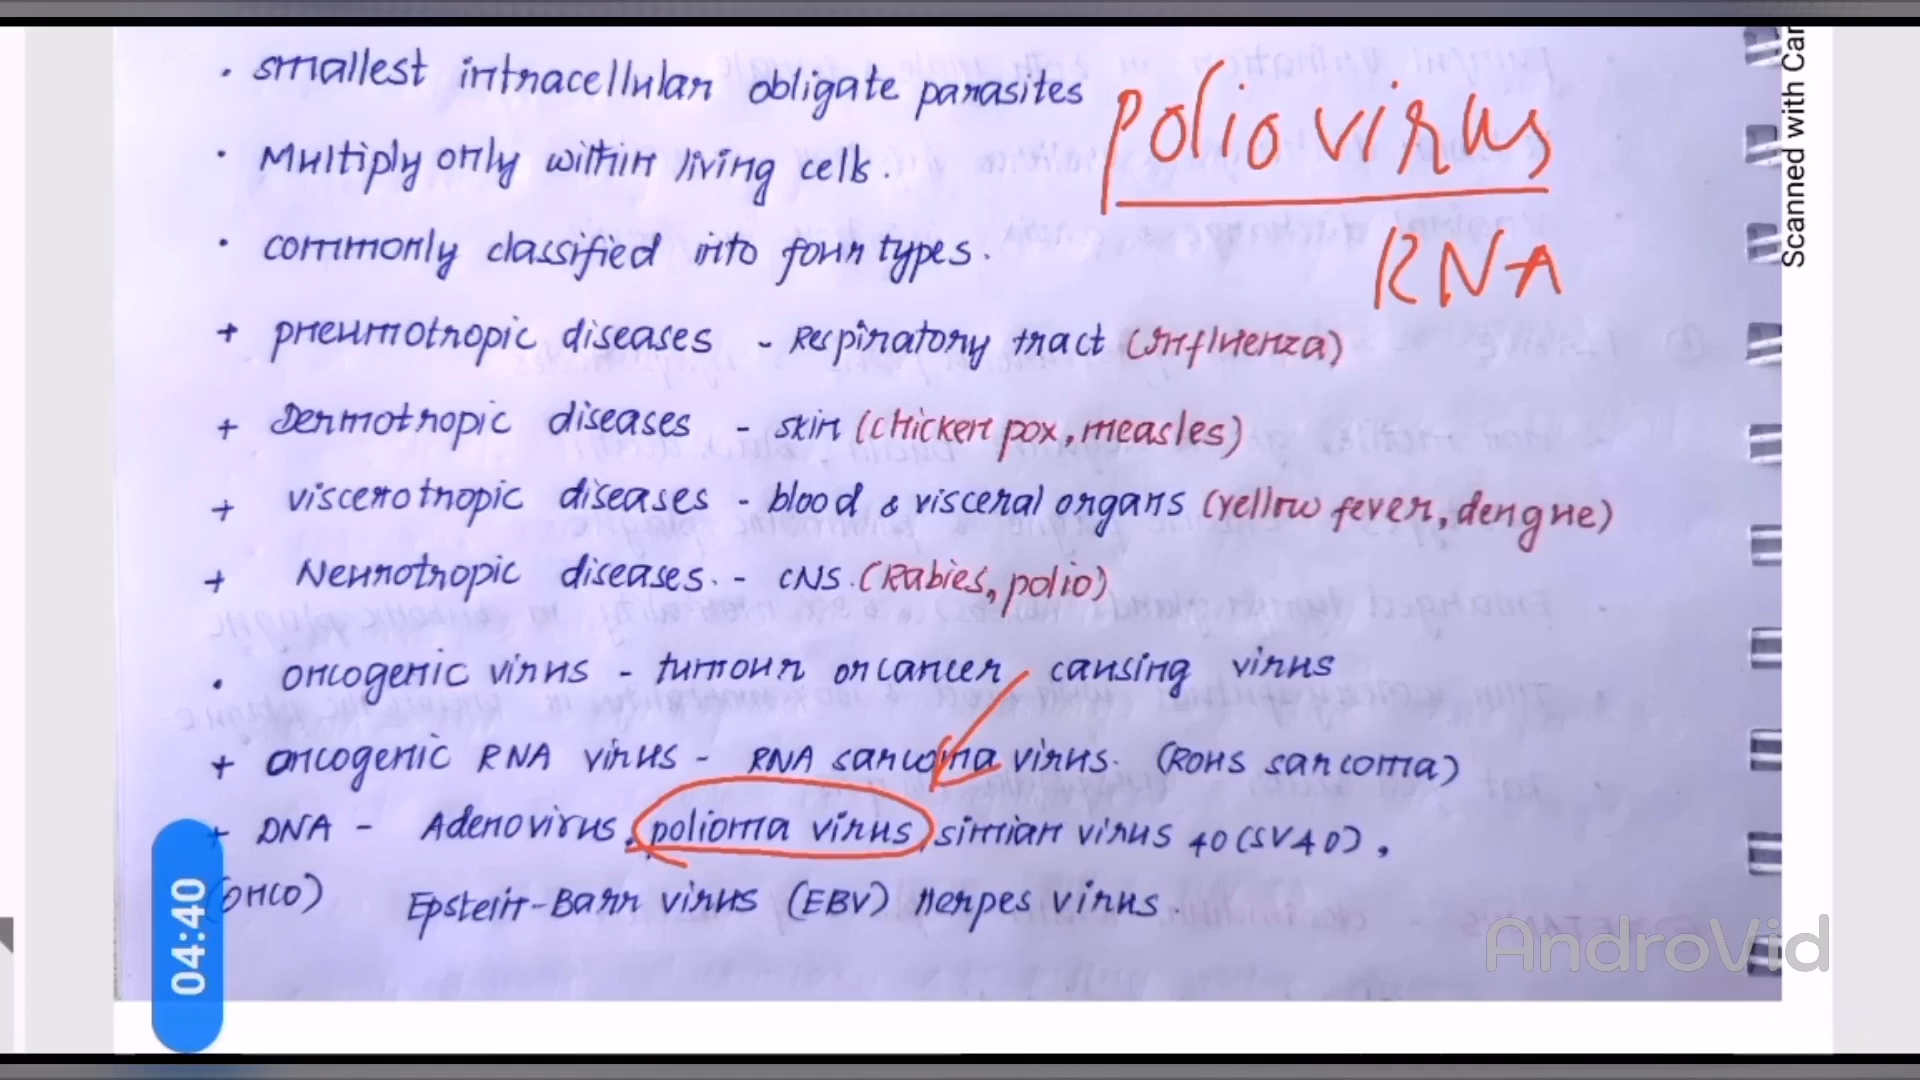 . smallest intracellular obligate parasites
poliovirus
. Multiply only within living cells.
. commonly classified into four types.
RNA
+ pneumotropic diseases - Respiratory tract (Influenza)
+ Dermotropic diseases - skin (chicken pox, measles)
+ viscerotropic diseases - blood & visceral organs (yellow fever, dengue)
+ Neurotropic diseases. - CNS. (Rabies, polio)
. oncogenic virus - tumour or cancer causing virus
+ oncogenic RNA virus - RNA sarcoma virus. (Rous sarcoma)
+ DNA - Adenovirus, polioma virus, simian virus 40 (SV40),
(onco) Epstein-Barr virus (EBV) Herpes virus.
04:40
AndroVid
Scanned with Car